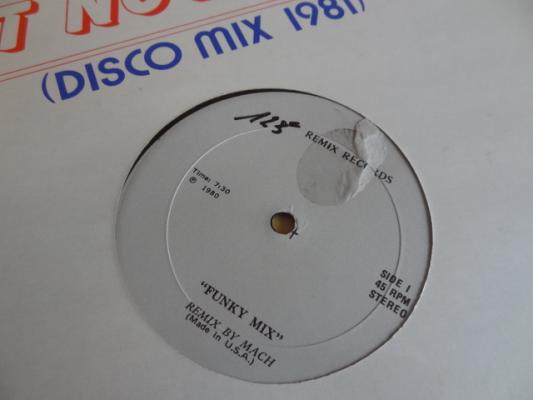 (DISCO MIX 1981)
REMIX RECORDS
Time: 7;30
℗ 1980
SIDE 1
45 RPM
STEREO
"FUNKY MIX"
REMIX BY MACH
(Made in U.S.A.)